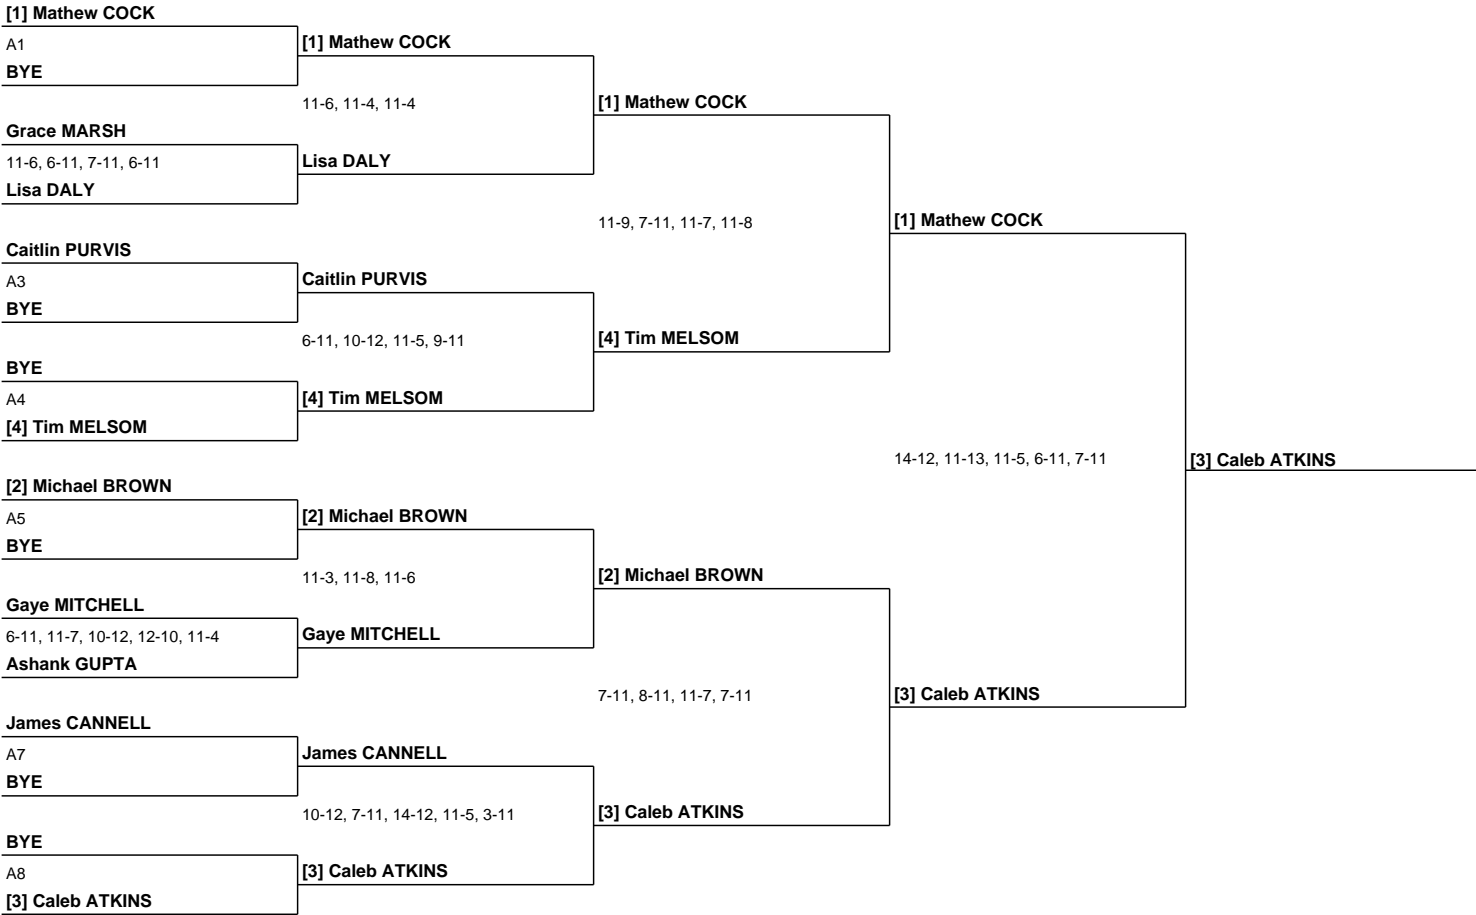 [1] Mathew COCK
A1
BYE
Grace MARSH
11-6, 6-11, 7-11, 6-11
Lisa DALY
Caitlin PURVIS
A3
BYE
BYE
A4
[4] Tim MELSOM
[2] Michael BROWN
A5
BYE
Gaye MITCHELL
6-11, 11-7, 10-12, 12-10, 11-4
Ashank GUPTA
James CANNELL
A7
BYE
BYE
A8
[3] Caleb ATKINS
[1] Mathew COCK
11-6, 11-4, 11-4
Lisa DALY
Caitlin PURVIS
6-11, 10-12, 11-5, 9-11
[4] Tim MELSOM
[2] Michael BROWN
11-3, 11-8, 11-6
Gaye MITCHELL
James CANNELL
10-12, 7-11, 14-12, 11-5, 3-11
[3] Caleb ATKINS
[1] Mathew COCK
11-9, 7-11, 11-7, 11-8
[4] Tim MELSOM
[2] Michael BROWN
7-11, 8-11, 11-7, 7-11
[3] Caleb ATKINS
[1] Mathew COCK
14-12, 11-13, 11-5, 6-11, 7-11
[3] Caleb ATKINS
[3] Caleb ATKINS